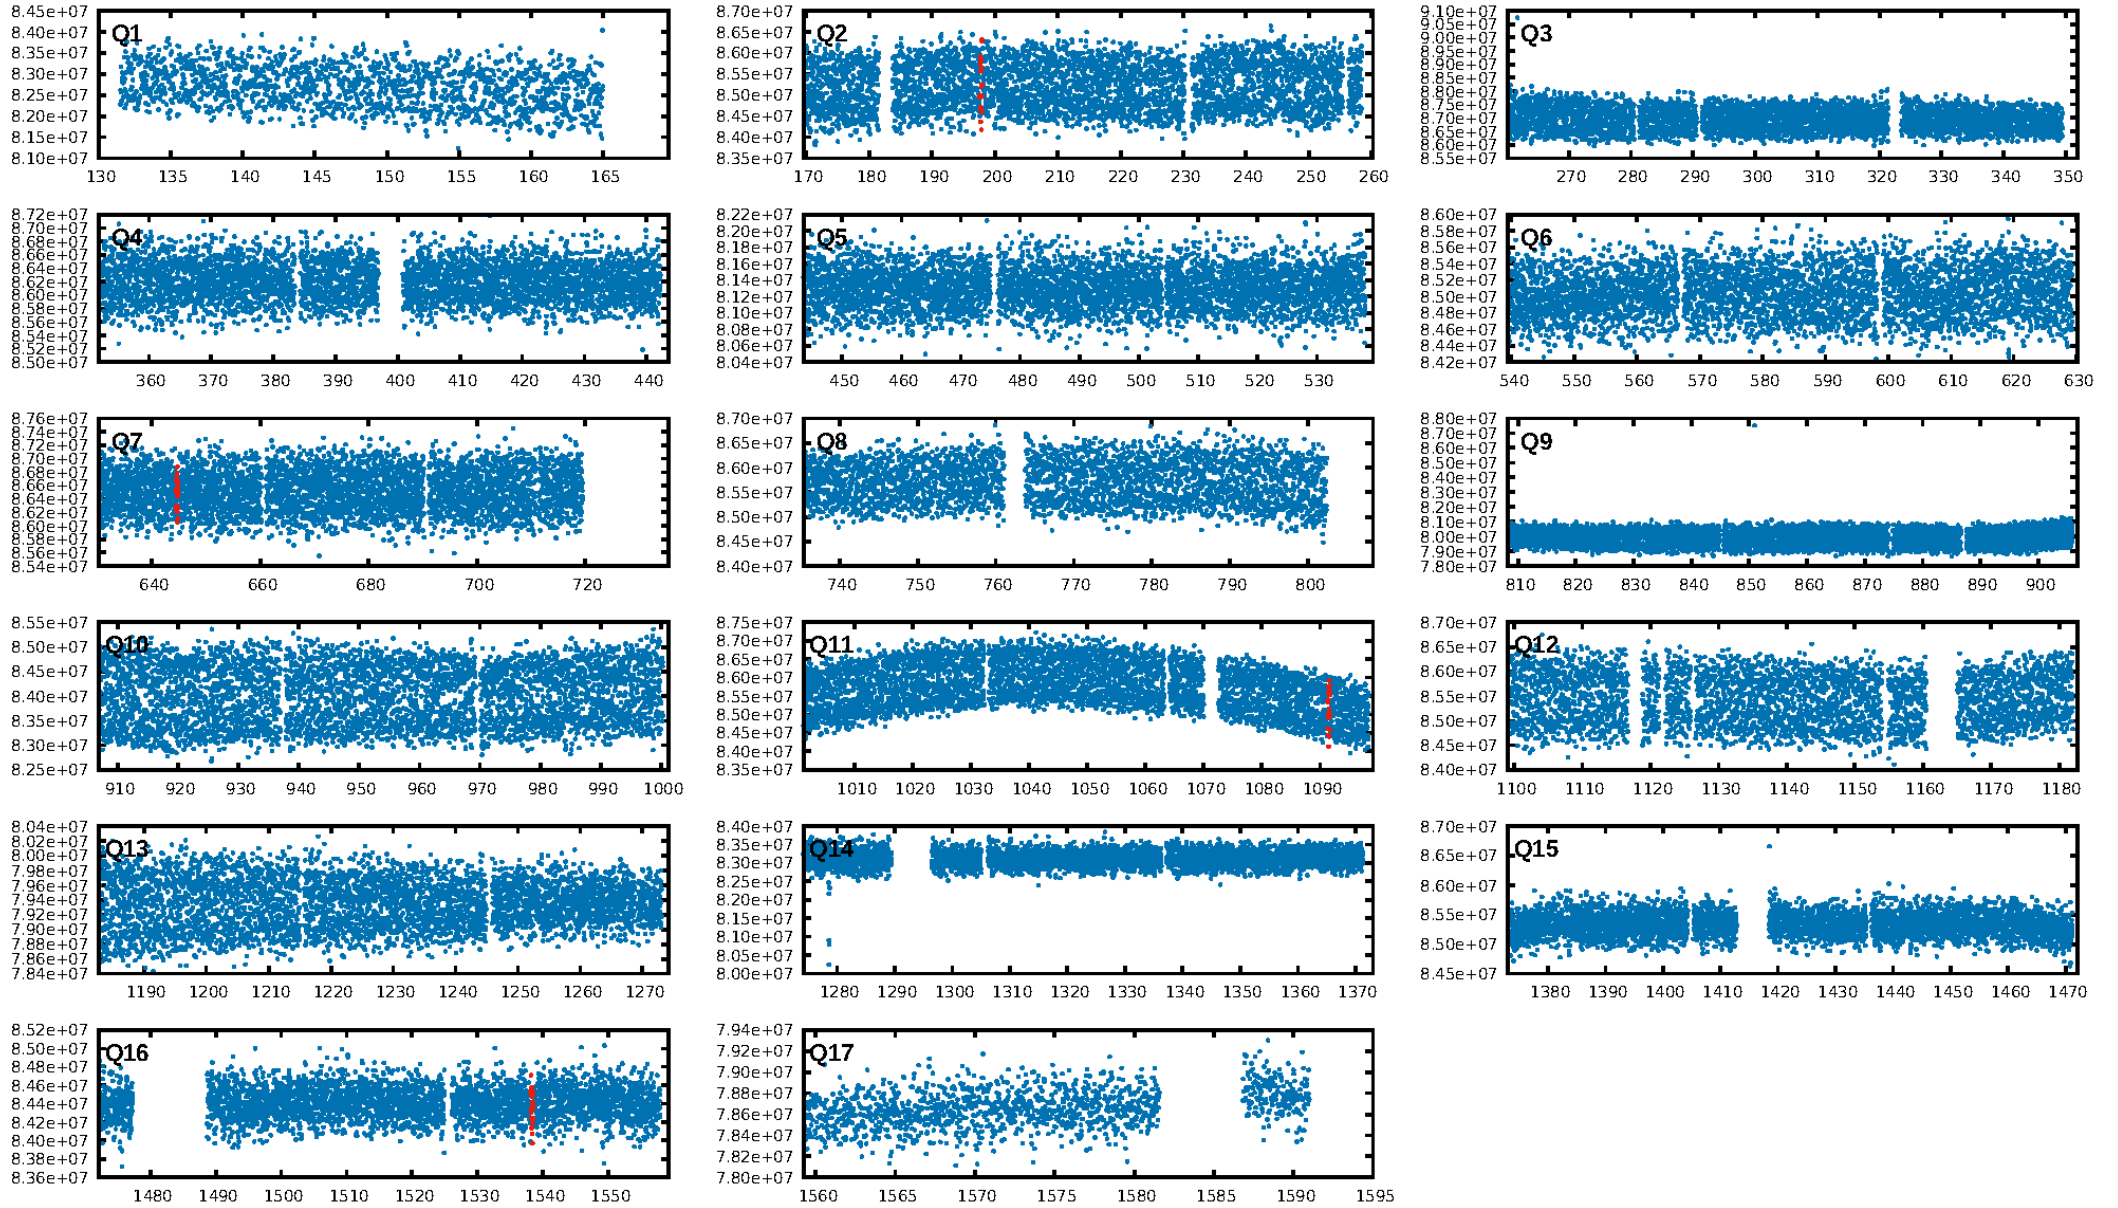 Q1
8.45e+07
8.40e+07
8.35e+07
8.30e+07
8.25e+07
8.20e+07
8.15e+07
8.10e+07
130 135 140 145 150 155 160 165
Q2
8.70e+07
8.65e+07
8.60e+07
8.55e+07
8.50e+07
8.45e+07
8.40e+07
8.35e+07
170 180 190 200 210 220 230 240 250 260
Q3
9.10e+07
9.05e+07
9.00e+07
8.95e+07
8.90e+07
8.85e+07
8.80e+07
8.75e+07
8.70e+07
8.65e+07
8.60e+07
8.55e+07
270 280 290 300 310 320 330 340 350
Q4
8.72e+07
8.70e+07
8.68e+07
8.66e+07
8.64e+07
8.62e+07
8.60e+07
8.58e+07
8.56e+07
8.54e+07
8.52e+07
8.50e+07
360 370 380 390 400 410 420 430 440
Q5
8.22e+07
8.20e+07
8.18e+07
8.16e+07
8.14e+07
8.12e+07
8.10e+07
8.08e+07
8.06e+07
8.04e+07
450 460 470 480 490 500 510 520 530
Q6
8.60e+07
8.58e+07
8.56e+07
8.54e+07
8.52e+07
8.50e+07
8.48e+07
8.46e+07
8.44e+07
8.42e+07
540 550 560 570 580 590 600 610 620 630
Q7
8.76e+07
8.74e+07
8.72e+07
8.70e+07
8.68e+07
8.66e+07
8.64e+07
8.62e+07
8.60e+07
8.58e+07
8.56e+07
8.54e+07
640 660 680 700 720
Q8
8.70e+07
8.65e+07
8.60e+07
8.55e+07
8.50e+07
8.45e+07
8.40e+07
740 750 760 770 780 790 800
Q9
8.80e+07
8.70e+07
8.60e+07
8.50e+07
8.40e+07
8.30e+07
8.20e+07
8.10e+07
8.00e+07
7.90e+07
7.80e+07
810 820 830 840 850 860 870 880 890 900
Q10
8.55e+07
8.50e+07
8.45e+07
8.40e+07
8.35e+07
8.30e+07
8.25e+07
910 920 930 940 950 960 970 980 990 1000
Q11
8.75e+07
8.70e+07
8.65e+07
8.60e+07
8.55e+07
8.50e+07
8.45e+07
8.40e+07
8.35e+07
1010 1020 1030 1040 1050 1060 1070 1080 1090
Q12
8.70e+07
8.65e+07
8.60e+07
8.55e+07
8.50e+07
8.45e+07
8.40e+07
1100 1110 1120 1130 1140 1150 1160 1170 1180
Q13
8.04e+07
8.02e+07
8.00e+07
7.98e+07
7.96e+07
7.94e+07
7.92e+07
7.90e+07
7.88e+07
7.86e+07
7.84e+07
1190 1200 1210 1220 1230 1240 1250 1260 1270
Q14
8.40e+07
8.35e+07
8.30e+07
8.25e+07
8.20e+07
8.15e+07
8.10e+07
8.05e+07
8.00e+07
1280 1290 1300 1310 1320 1330 1340 1350 1360 1370
Q15
8.70e+07
8.65e+07
8.60e+07
8.55e+07
8.50e+07
8.45e+07
1380 1390 1400 1410 1420 1430 1440 1450 1460 1470
Q16
8.52e+07
8.50e+07
8.48e+07
8.46e+07
8.44e+07
8.42e+07
8.40e+07
8.38e+07
8.36e+07
1480 1490 1500 1510 1520 1530 1540 1550
Q17
7.94e+07
7.92e+07
7.90e+07
7.88e+07
7.86e+07
7.84e+07
7.82e+07
7.80e+07
1560 1565 1570 1575 1580 1585 1590 1595